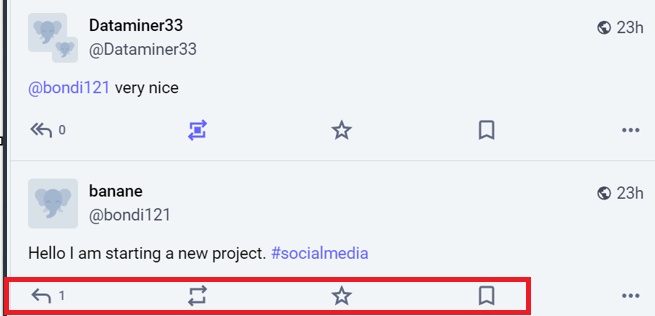 Dataminer33
23h
@Dataminer33
@bondi121 very nice
0
banane
23h
@bondi121
Hello I am starting a new project. #socialmedia
1